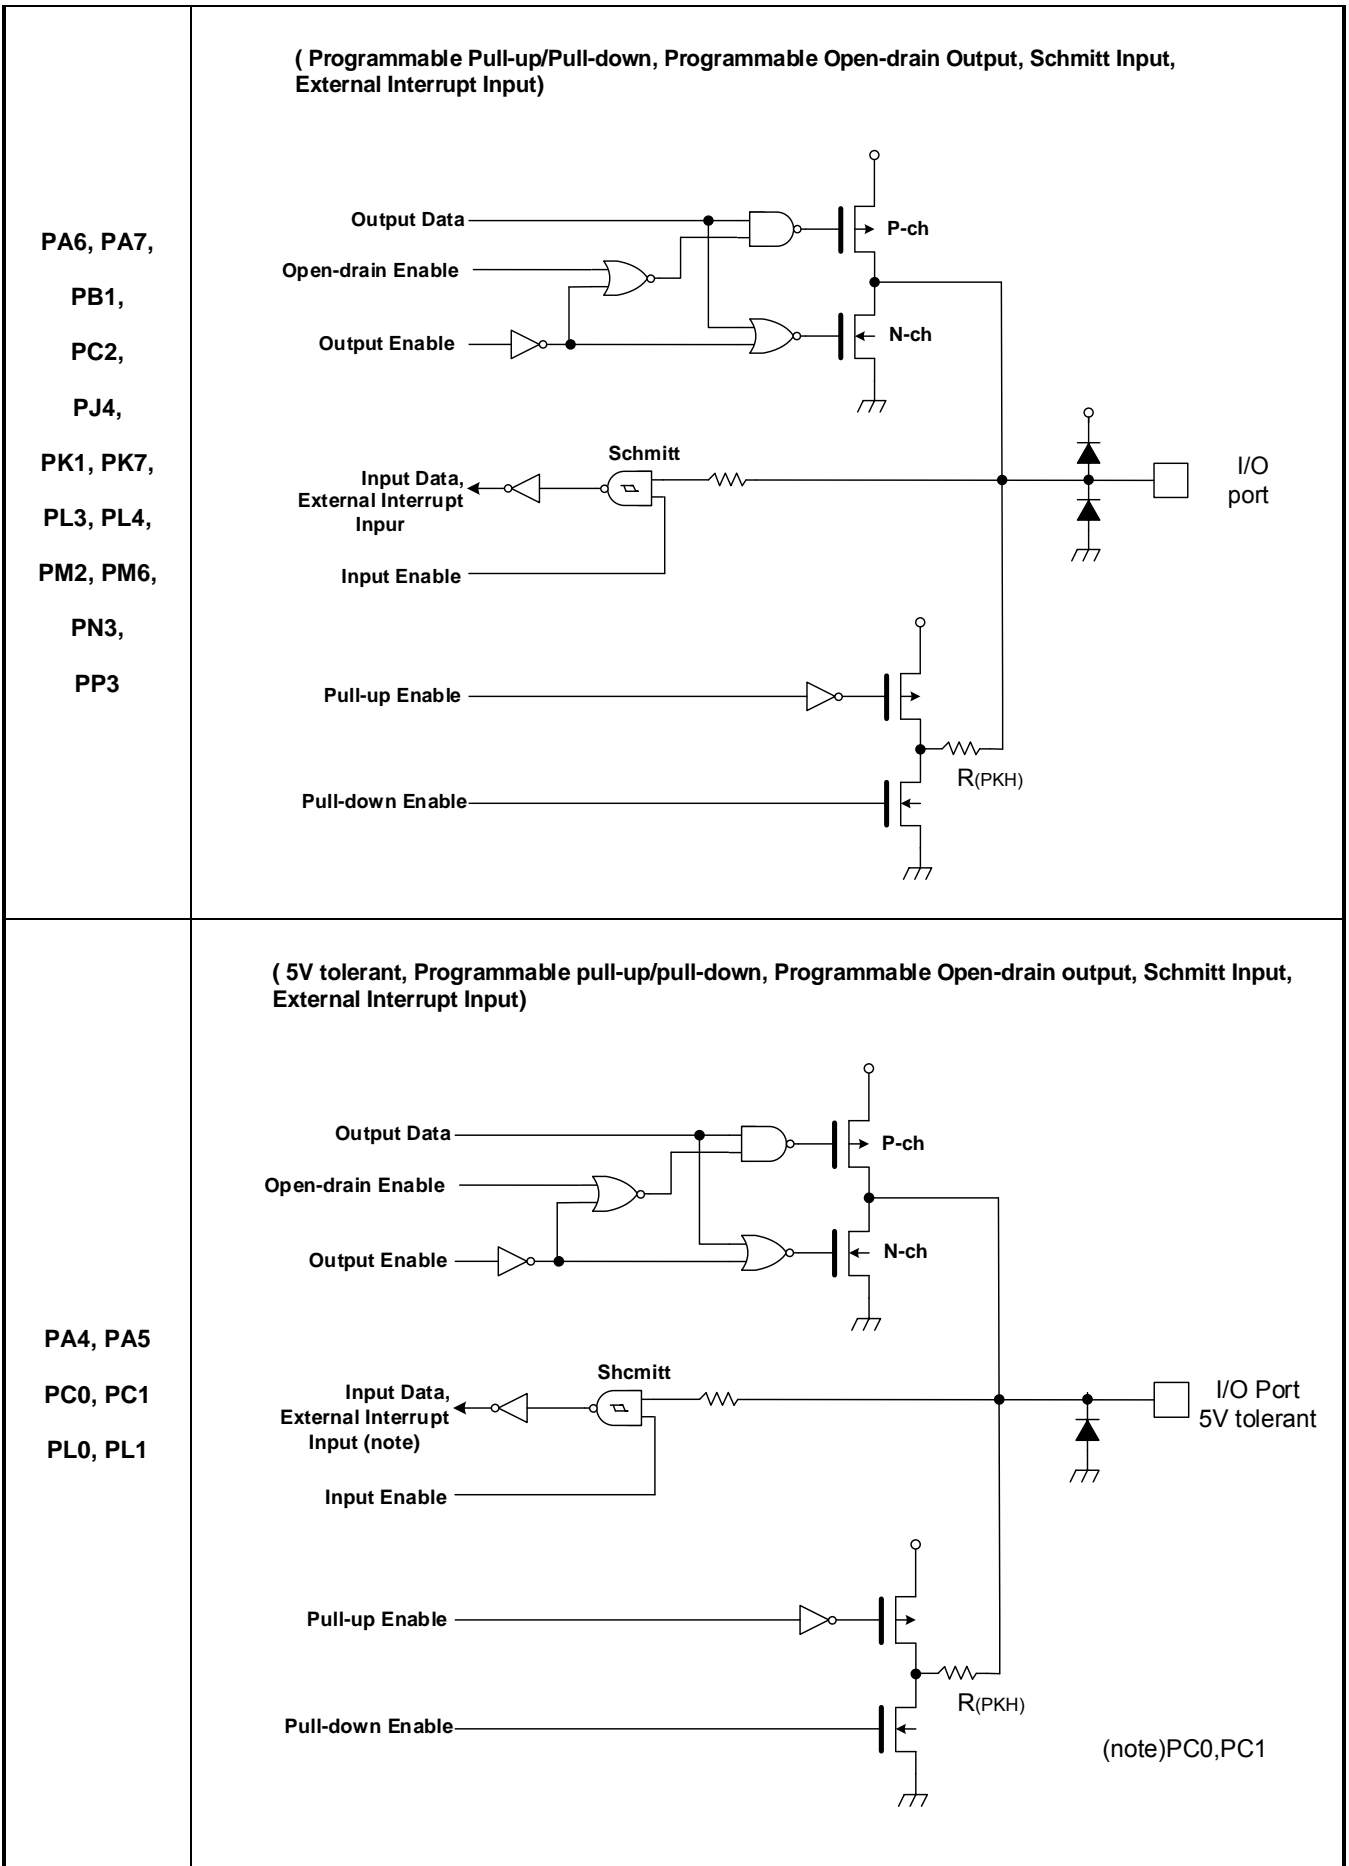 ( Programmable Pull-up/Pull-down, Programmable Open-drain Output, Schmitt Input,
External Interrupt Input)
PA6, PA7,
PB1,
PC2,
PJ4,
PK1, PK7,
PL3, PL4,
PM2, PM6,
PN3,
PP3
Output Data
P-ch
Open-drain Enable
N-ch
Output Enable
Schmitt
Input Data,
External Interrupt
Inpur
I/O
port
Input Enable
Pull-up Enable
R(PKH)
Pull-down Enable
( 5V tolerant, Programmable pull-up/pull-down, Programmable Open-drain output, Schmitt Input,
External Interrupt Input)
PA4, PA5
PC0, PC1
PL0, PL1
Output Data
P-ch
Open-drain Enable
N-ch
Output Enable
Shcmitt
Input Data,
External Interrupt
Input (note)
I/O Port
5V tolerant
Input Enable
Pull-up Enable
R(PKH)
Pull-down Enable
(note)PC0,PC1